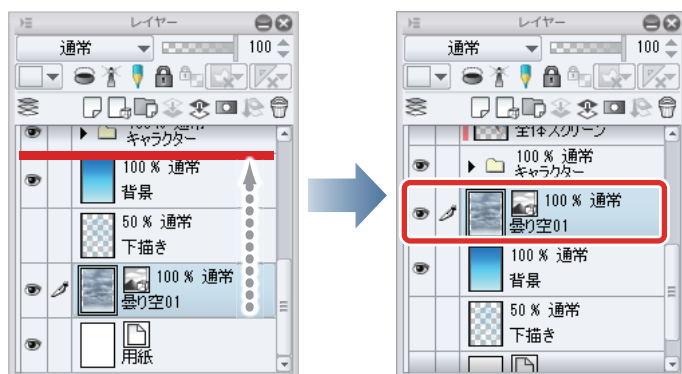 レイヤー
通常
100
100 % 通常
キャラクター
100 % 通常
背景
50 % 通常
下描き
100 % 通常
曇り空01
用紙
レイヤー
通常
100
全体スクリーン
100 % 通常
キャラクター
100 % 通常
曇り空01
100 % 通常
背景
50 % 通常
下描き